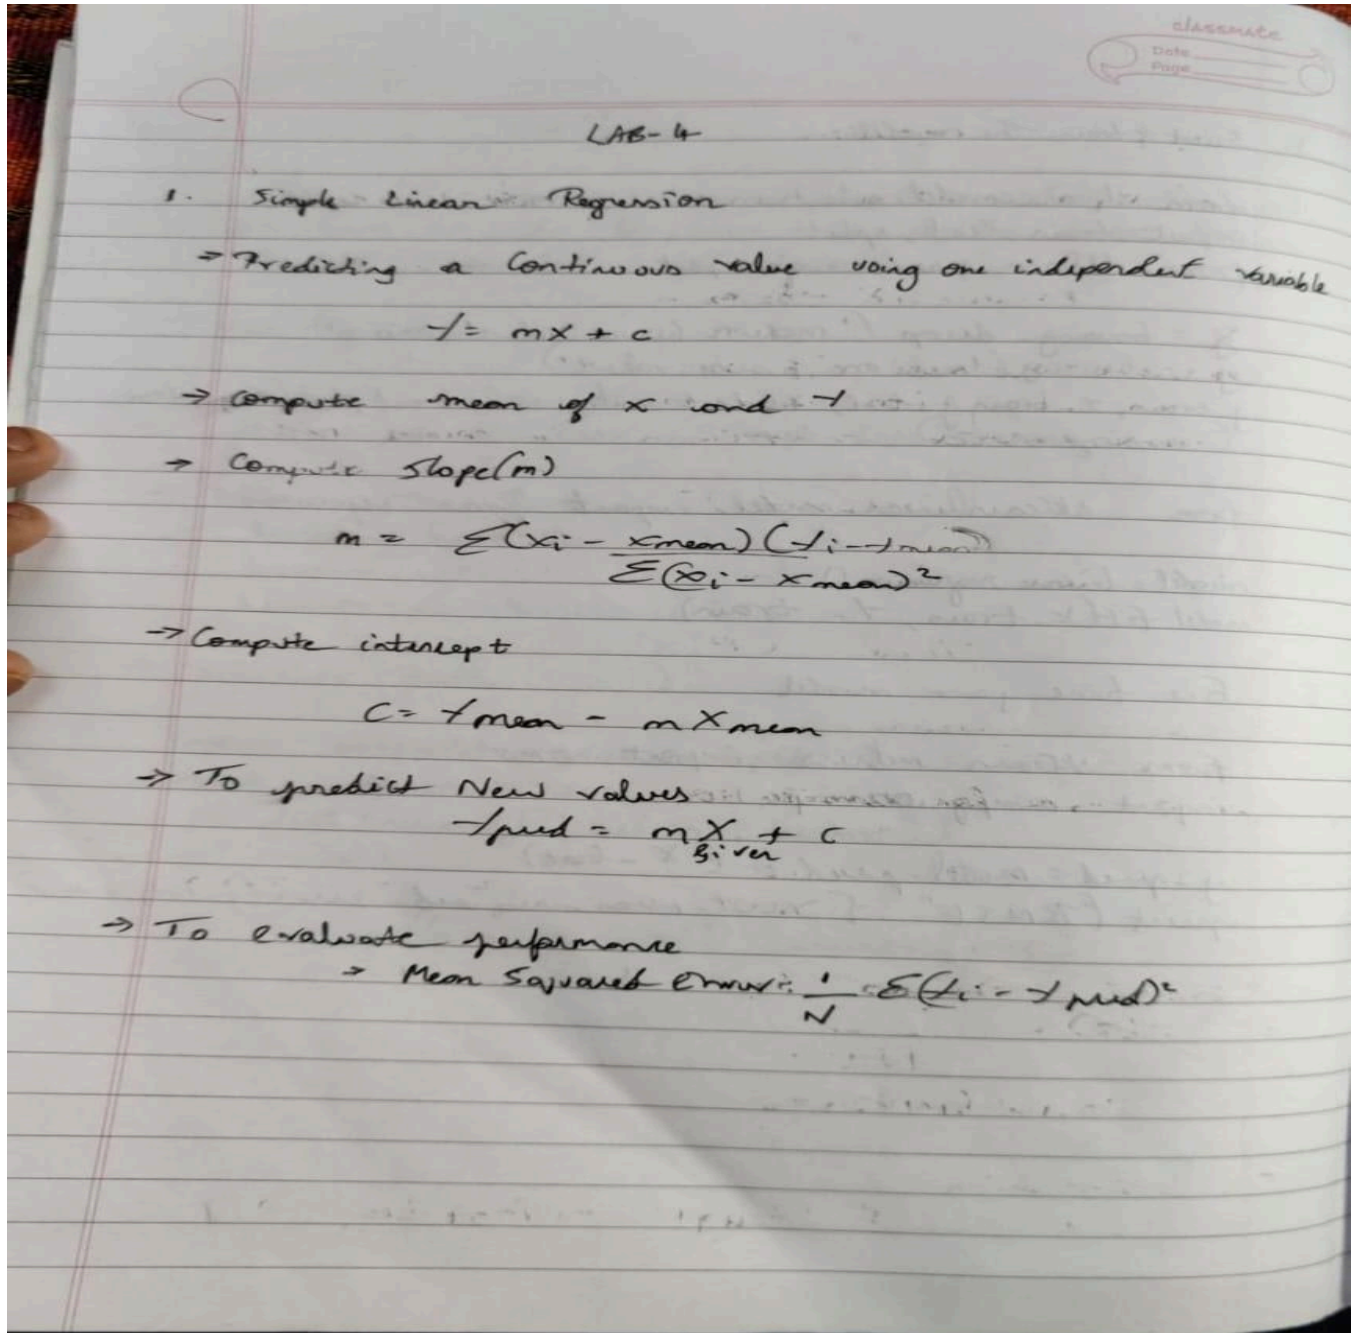 classmate
Date
Page
LAB-4
1. Simple Linear Regression
→ Predicting a Continuous value using one independent variable
Y = mX + c
→ compute mean of X and Y
→ Compute slope(m)
m = Σ(Xi - Xmean)(Yi - Ymean)
Σ(Xi - Xmean)²
→ Compute intercept
C = Ymean - mXmean
→ To predict New values
Ypred = mX + C
given
→ To evaluate performance
→ Mean Squared Error: 1/N Σ(Yi - Ypred)²